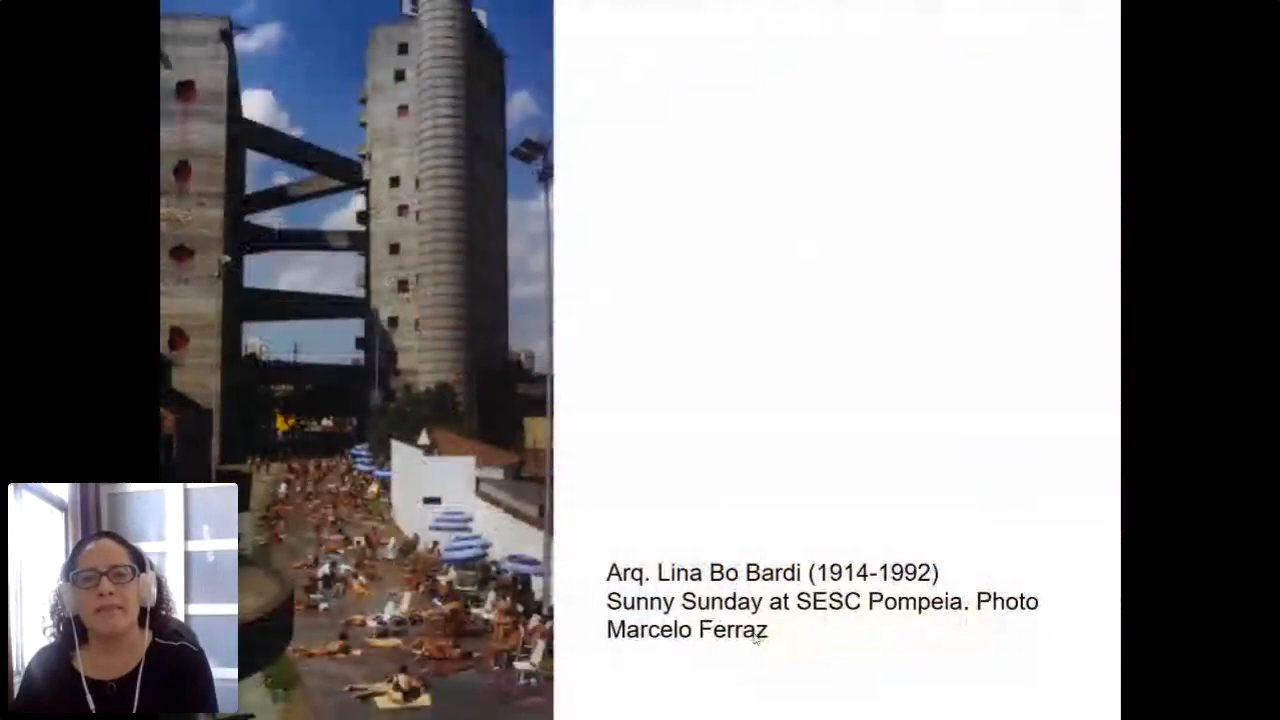 Arq. Lina Bo Bardi (1914-1992)
Sunny Sunday at SESC Pompeia. Photo
Marcelo Ferraz